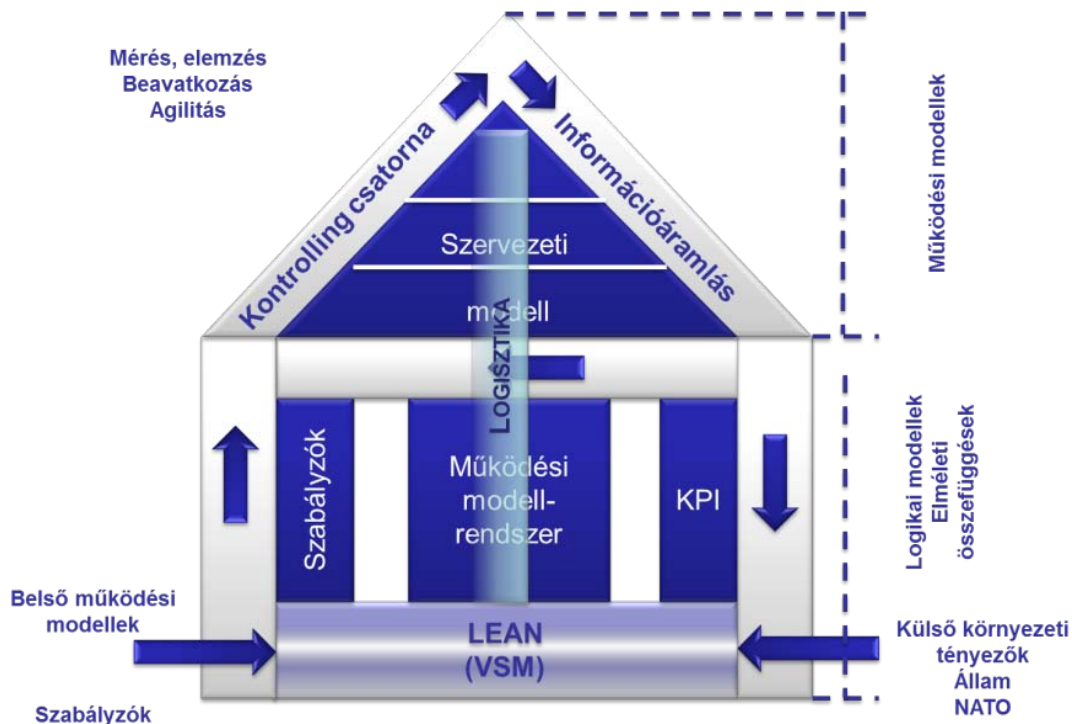 Mérés, elemzés
Beavatkozás
Agilitás
Kontrolling csatorna
Információáramlás
Működési modellek
Szervezeti
modell
LOGISZTIKA
Szabályzók
Működési
modell-
rendszer
KPI
Logikai modellek
Elméleti
összefüggések
Belső működési
modellek
LEAN
(VSM)
Külső környezeti
tényezők
Állam
NATO
Szabályzók